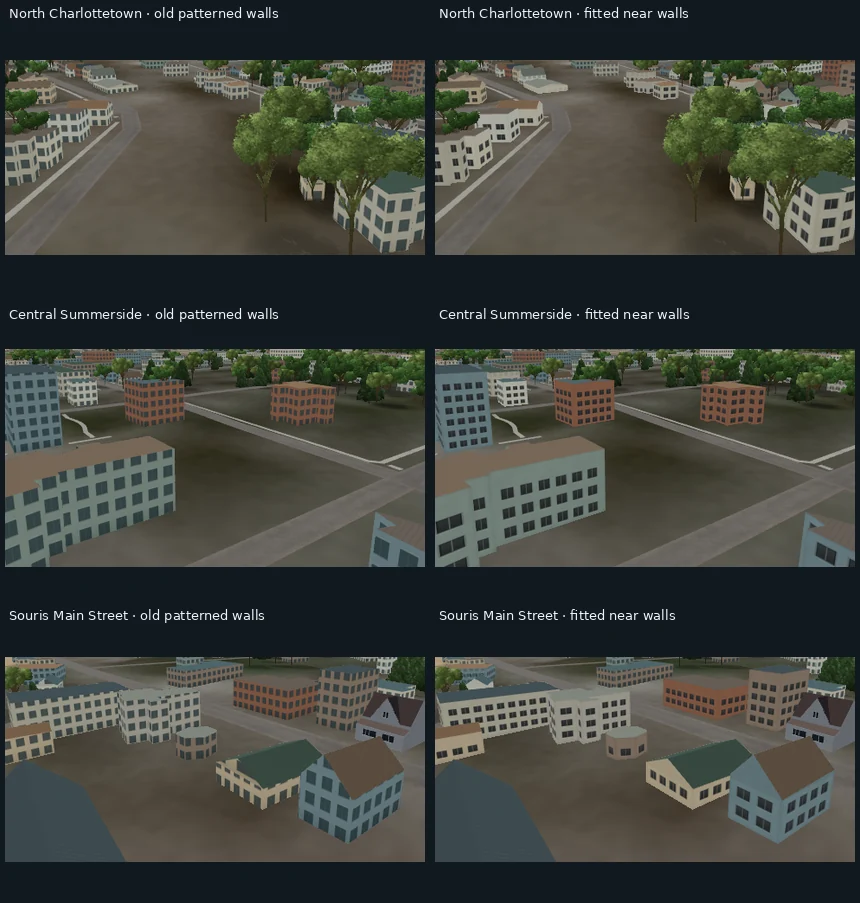 North Charlottetown · old patterned walls
North Charlottetown · fitted near walls
Central Summerside · old patterned walls
Central Summerside · fitted near walls
Souris Main Street · old patterned walls
Souris Main Street · fitted near walls